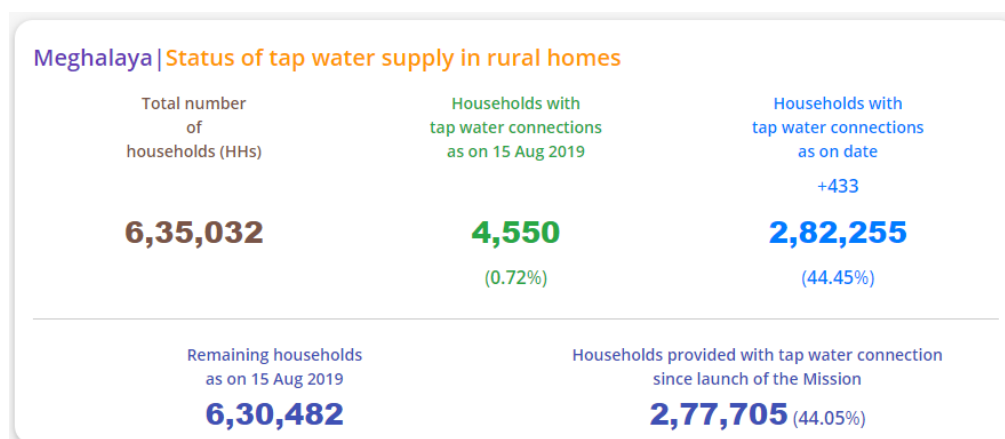 Meghalaya|Status of tap water supply in rural homes
Total number
of
households (HHs)
6,35,032
Households with
tap water connections
as on 15 Aug 2019
4,550
(0.72%)
Households with
tap water connections
as on date
+433
2,82,255
(44.45%)
Remaining households
as on 15 Aug 2019
6,30,482
Households provided with tap water connection
since launch of the Mission
2,77,705 (44.05%)